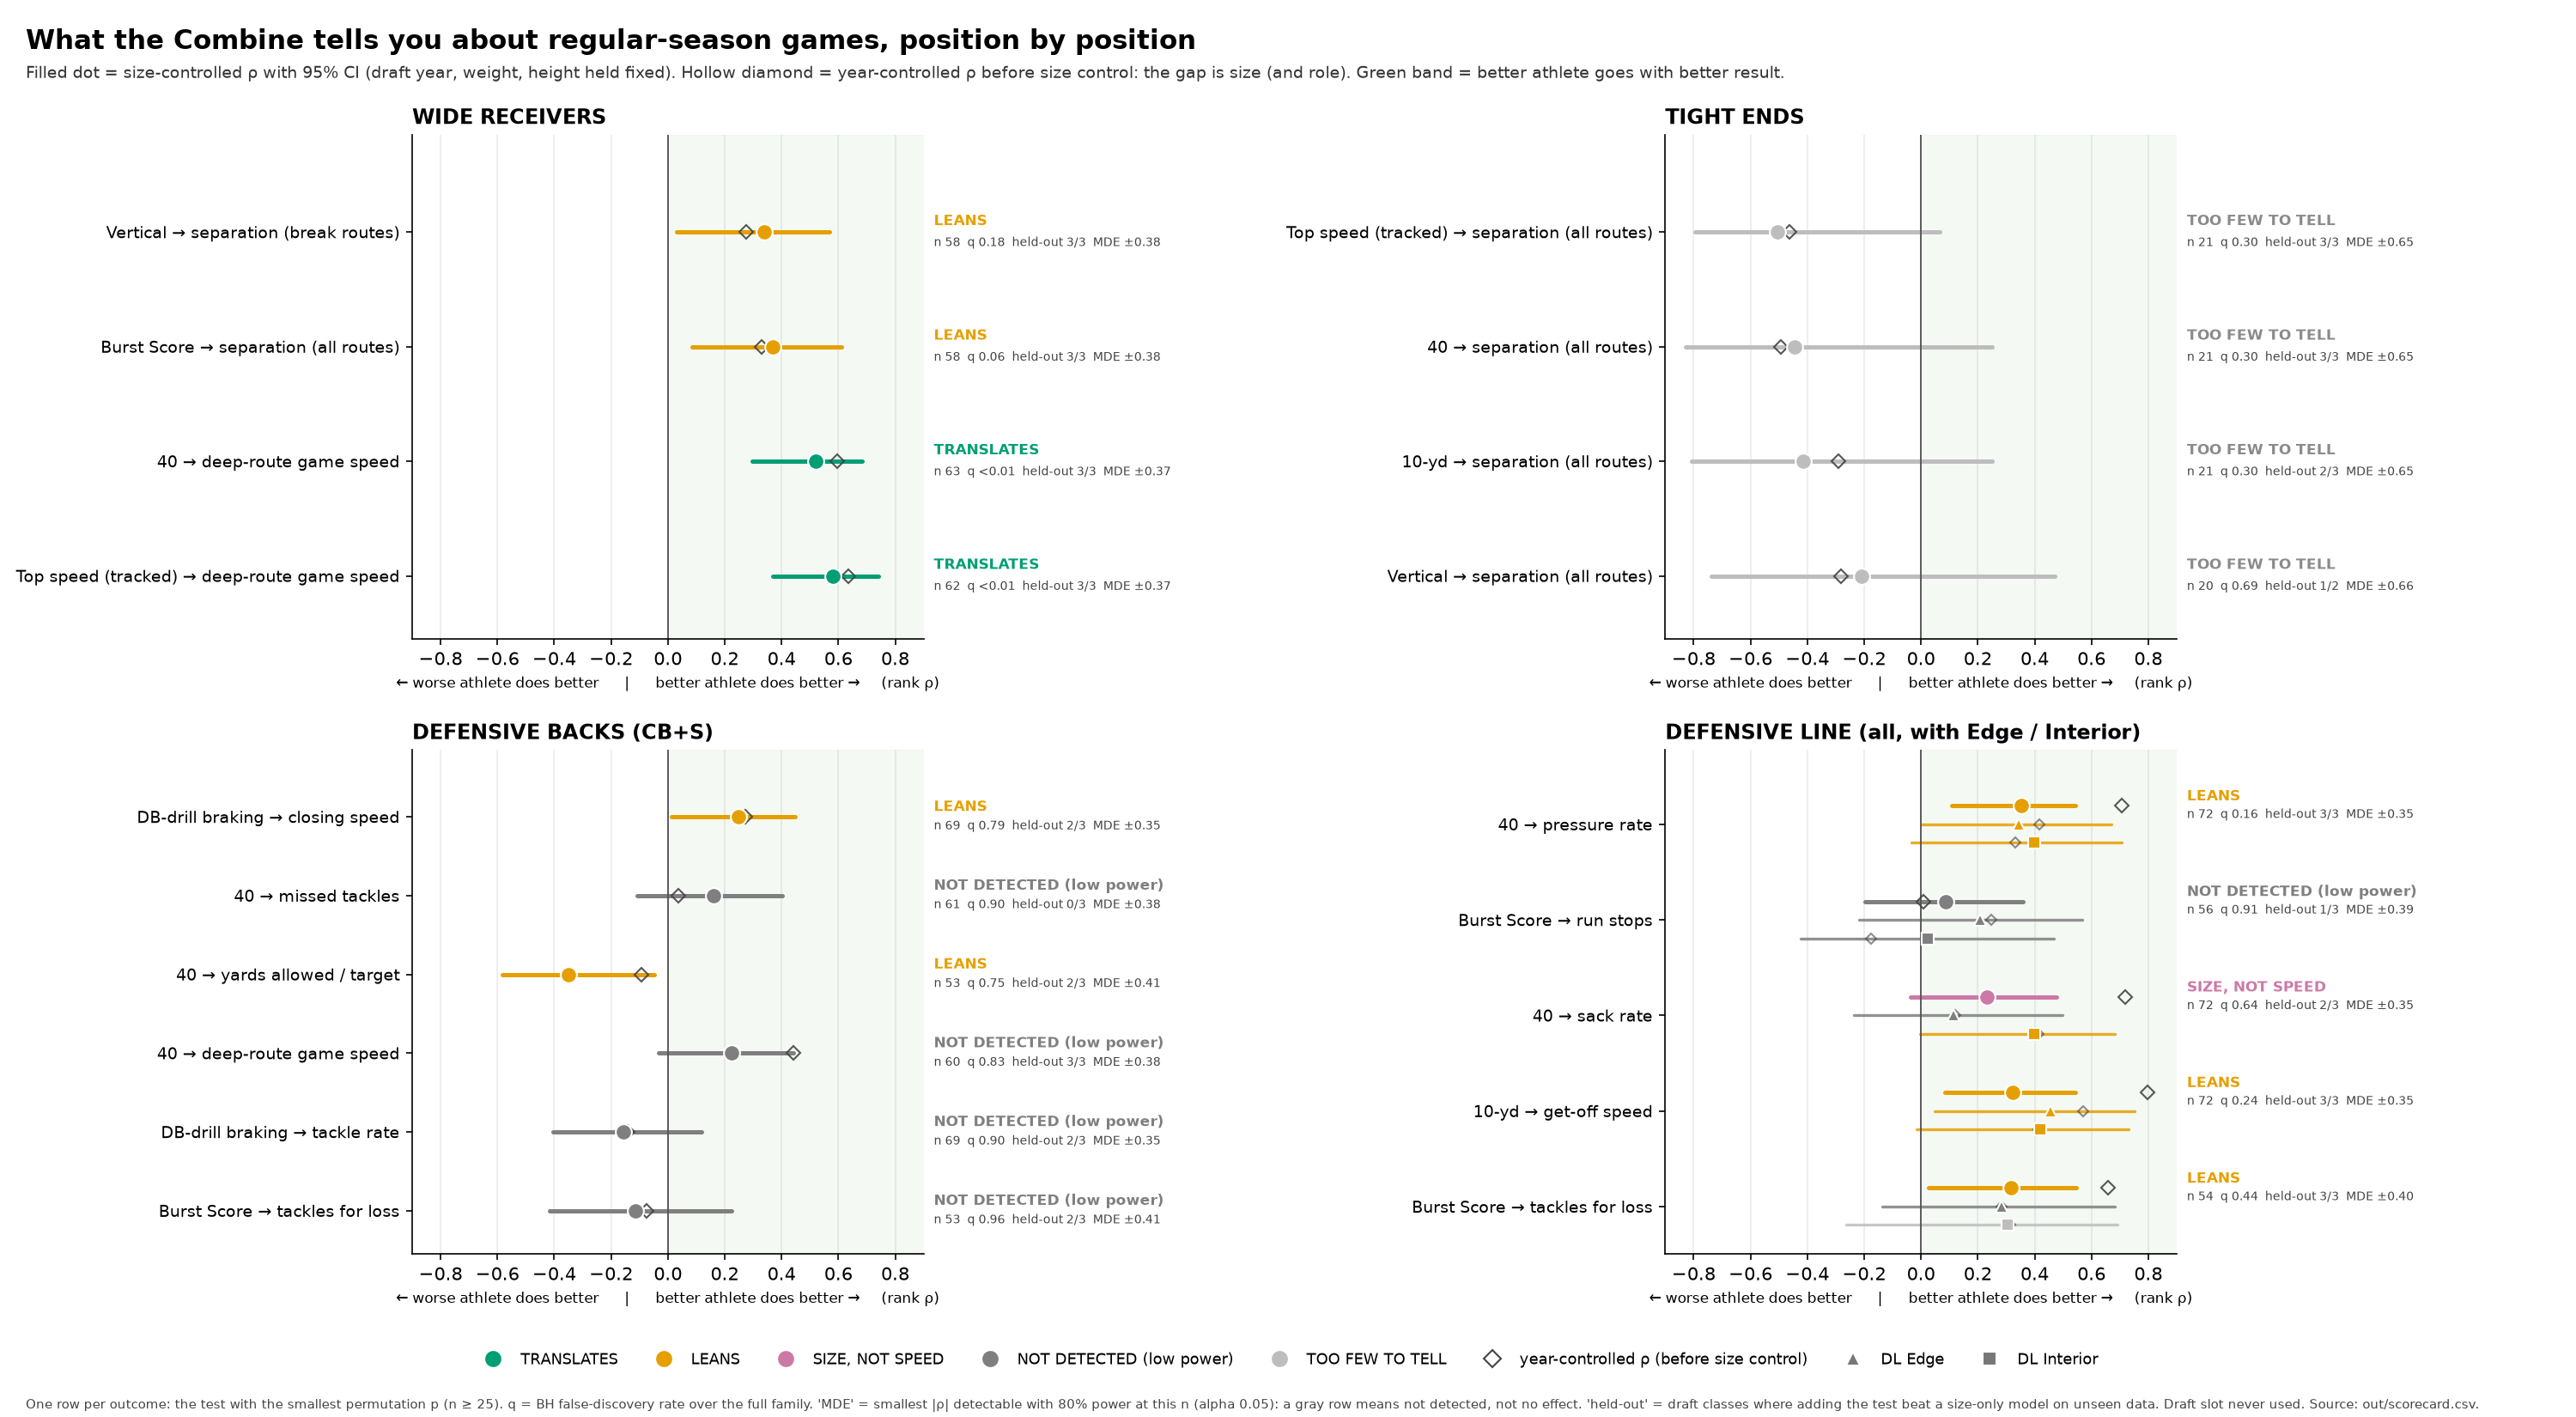 What the Combine tells you about regular-season games, position by position
Filled dot = size-controlled ρ with 95% CI (draft year, weight, height held fixed). Hollow diamond = year-controlled ρ before size control: the gap is size (and role). Green band = better athlete goes with better result.
WIDE RECEIVERS
Vertical → separation (break routes)
LEANS
n 58 q 0.18 held-out 3/3 MDE ±0.38
Burst Score → separation (all routes)
LEANS
n 58 q 0.06 held-out 3/3 MDE ±0.38
40 → deep-route game speed
TRANSLATES
n 63 q <0.01 held-out 3/3 MDE ±0.37
Top speed (tracked) → deep-route game speed
TRANSLATES
n 62 q <0.01 held-out 3/3 MDE ±0.37
−0.8 −0.6 −0.4 −0.2 0.0 0.2 0.4 0.6 0.8
← worse athlete does better | better athlete does better → (rank ρ)
TIGHT ENDS
Top speed (tracked) → separation (all routes)
TOO FEW TO TELL
n 21 q 0.30 held-out 3/3 MDE ±0.65
40 → separation (all routes)
TOO FEW TO TELL
n 21 q 0.30 held-out 3/3 MDE ±0.65
10-yd → separation (all routes)
TOO FEW TO TELL
n 21 q 0.30 held-out 2/3 MDE ±0.65
Vertical → separation (all routes)
TOO FEW TO TELL
n 20 q 0.69 held-out 1/2 MDE ±0.66
−0.8 −0.6 −0.4 −0.2 0.0 0.2 0.4 0.6 0.8
← worse athlete does better | better athlete does better → (rank ρ)
DEFENSIVE BACKS (CB+S)
DB-drill braking → closing speed
LEANS
n 69 q 0.79 held-out 2/3 MDE ±0.35
40 → missed tackles
NOT DETECTED (low power)
n 61 q 0.90 held-out 0/3 MDE ±0.38
40 → yards allowed / target
LEANS
n 53 q 0.75 held-out 2/3 MDE ±0.41
40 → deep-route game speed
NOT DETECTED (low power)
n 60 q 0.83 held-out 3/3 MDE ±0.38
DB-drill braking → tackle rate
NOT DETECTED (low power)
n 69 q 0.90 held-out 2/3 MDE ±0.35
Burst Score → tackles for loss
NOT DETECTED (low power)
n 53 q 0.96 held-out 2/3 MDE ±0.41
−0.8 −0.6 −0.4 −0.2 0.0 0.2 0.4 0.6 0.8
← worse athlete does better | better athlete does better → (rank ρ)
DEFENSIVE LINE (all, with Edge / Interior)
40 → pressure rate
LEANS
n 72 q 0.16 held-out 3/3 MDE ±0.35
Burst Score → run stops
NOT DETECTED (low power)
n 56 q 0.91 held-out 1/3 MDE ±0.39
40 → sack rate
SIZE, NOT SPEED
n 72 q 0.64 held-out 2/3 MDE ±0.35
10-yd → get-off speed
LEANS
n 72 q 0.24 held-out 3/3 MDE ±0.35
Burst Score → tackles for loss
LEANS
n 54 q 0.44 held-out 3/3 MDE ±0.40
−0.8 −0.6 −0.4 −0.2 0.0 0.2 0.4 0.6 0.8
← worse athlete does better | better athlete does better → (rank ρ)
TRANSLATES LEANS SIZE, NOT SPEED NOT DETECTED (low power) TOO FEW TO TELL year-controlled ρ (before size control) DL Edge DL Interior
One row per outcome: the test with the smallest permutation p (n ≥ 25). q = BH false-discovery rate over the full family. 'MDE' = smallest |ρ| detectable with 80% power at this n (alpha 0.05): a gray row means not detected, not no effect. 'held-out' = draft classes where adding the test beat a size-only model on unseen data. Draft slot never used. Source: out/scorecard.csv.